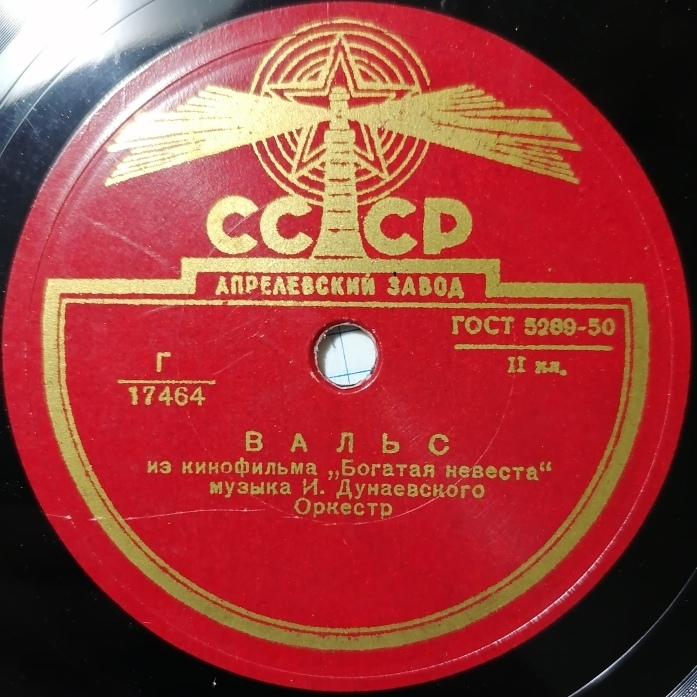 СССР
АПРЕЛЕВСКИЙ ЗАВОД
ГОСТ 5289-50
II кл.
Г
17464
ВАЛЬС
из кинофильма „Богатая невеста“
музыка И. Дунаевского
Оркестр